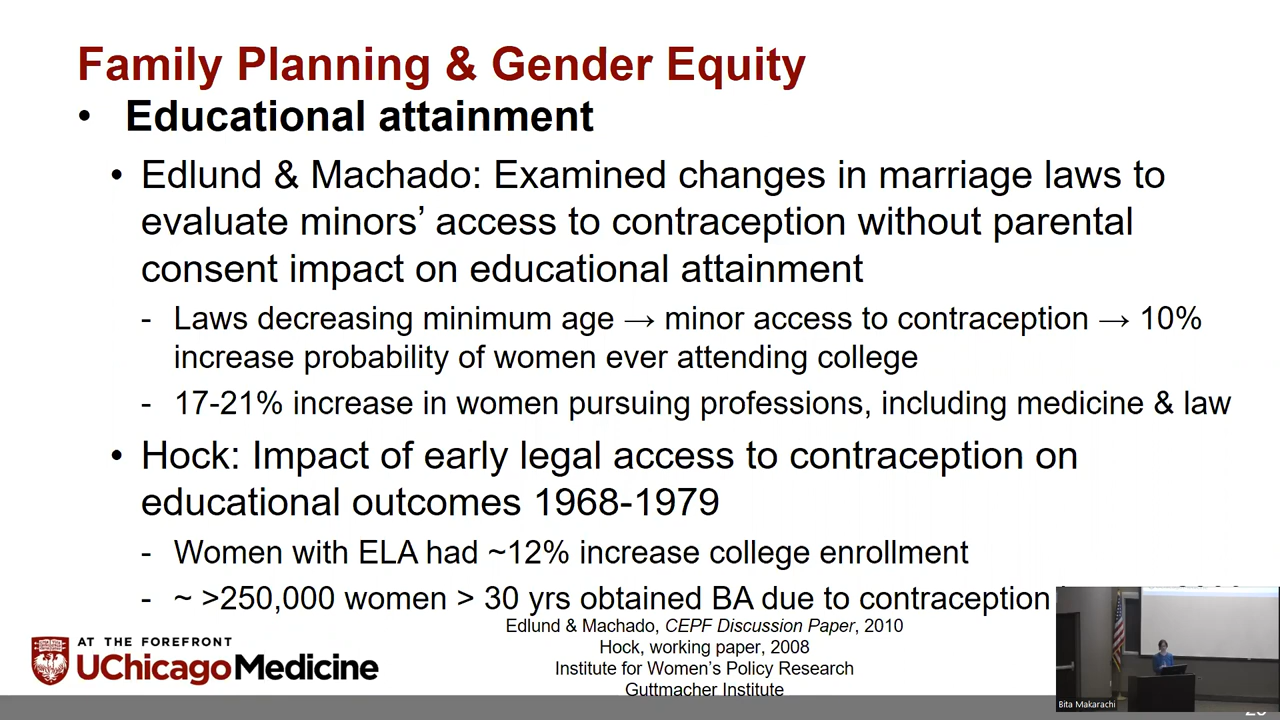 Family Planning & Gender Equity
• Educational attainment
• Edlund & Machado: Examined changes in marriage laws to
evaluate minors’ access to contraception without parental
consent impact on educational attainment
- Laws decreasing minimum age → minor access to contraception → 10%
increase probability of women ever attending college
- 17-21% increase in women pursuing professions, including medicine & law
• Hock: Impact of early legal access to contraception on
educational outcomes 1968-1979
- Women with ELA had ~12% increase college enrollment
- ~ >250,000 women > 30 yrs obtained BA due to contraception
Edlund & Machado, CEPF Discussion Paper, 2010
Hock, working paper, 2008
Institute for Women’s Policy Research
Guttmacher Institute
AT THE FOREFRONT
UChicagoMedicine
Bita Makarachi